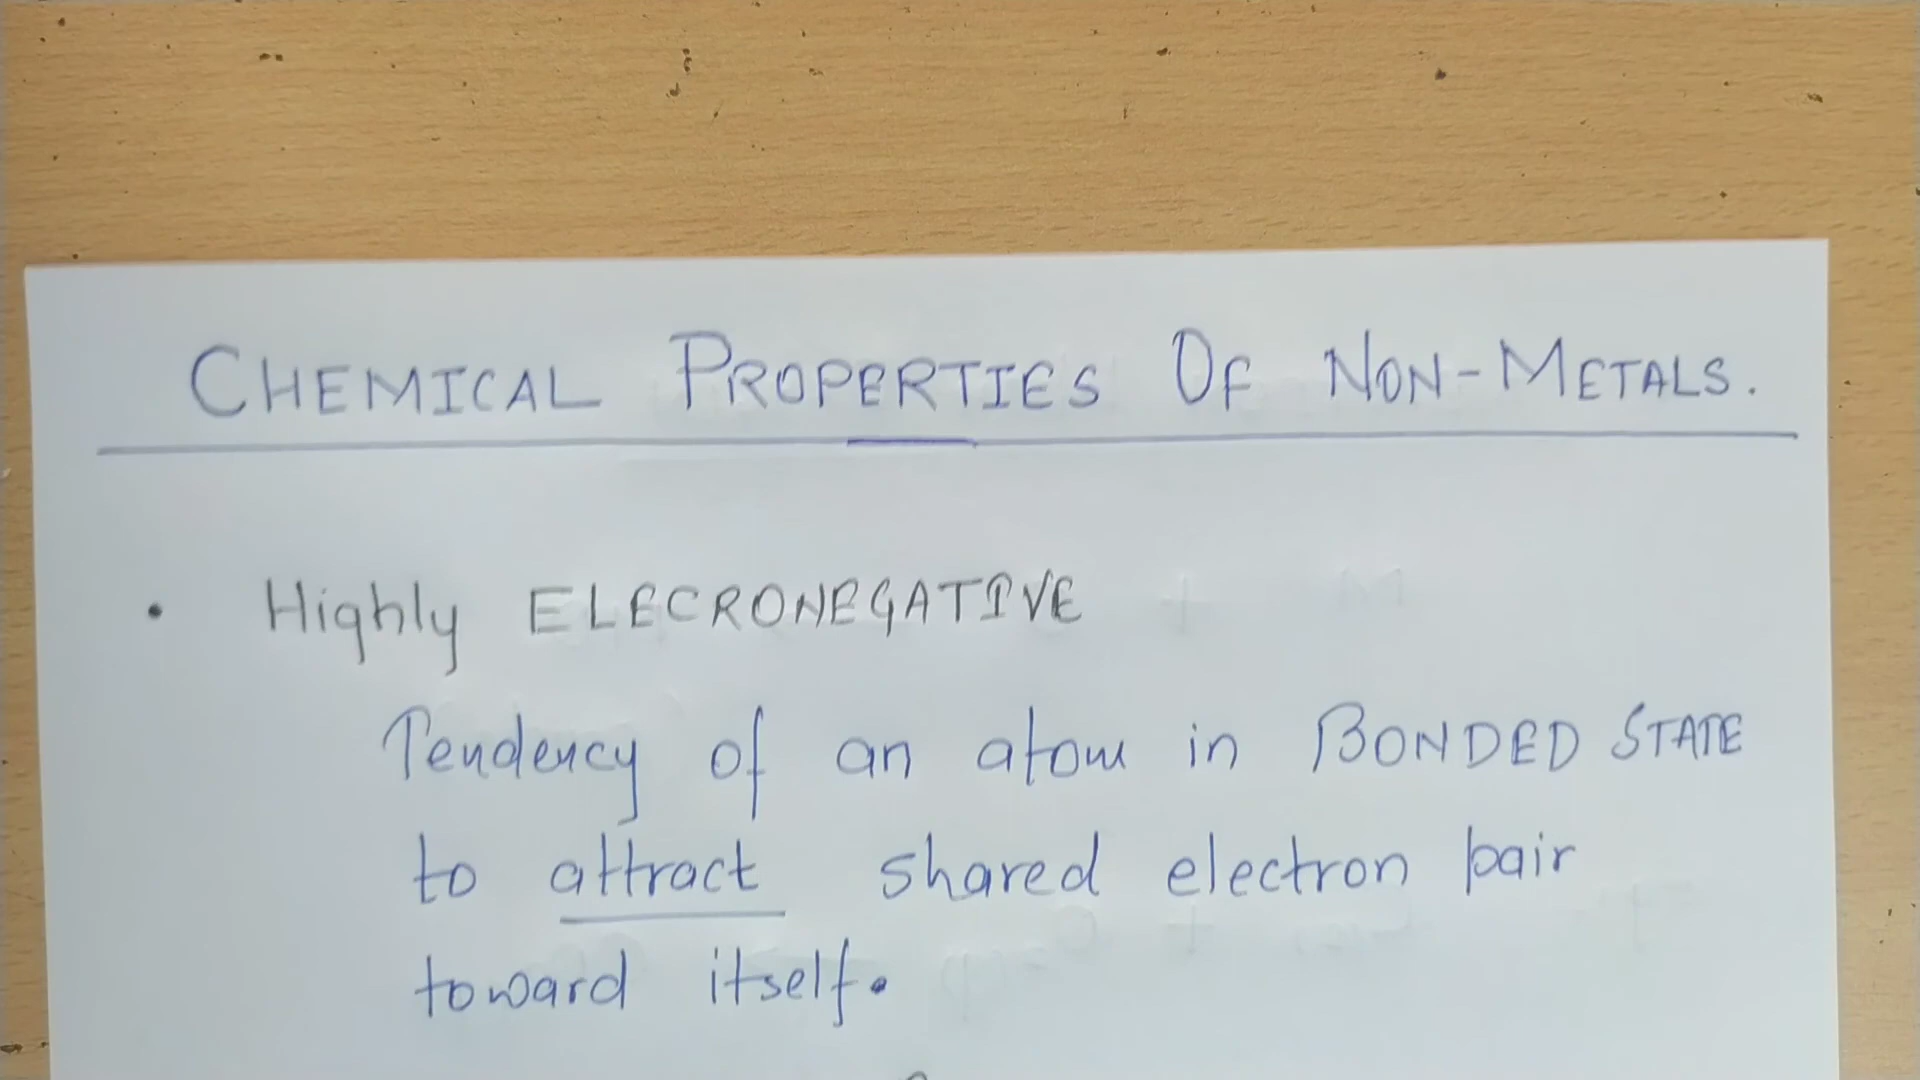 CHEMICAL PROPERTIES OF NON-METALS.
• Highly ELECRONEGATIVE
Tendency of an atom in BONDED STATE
to attract shared electron pair
toward itself.